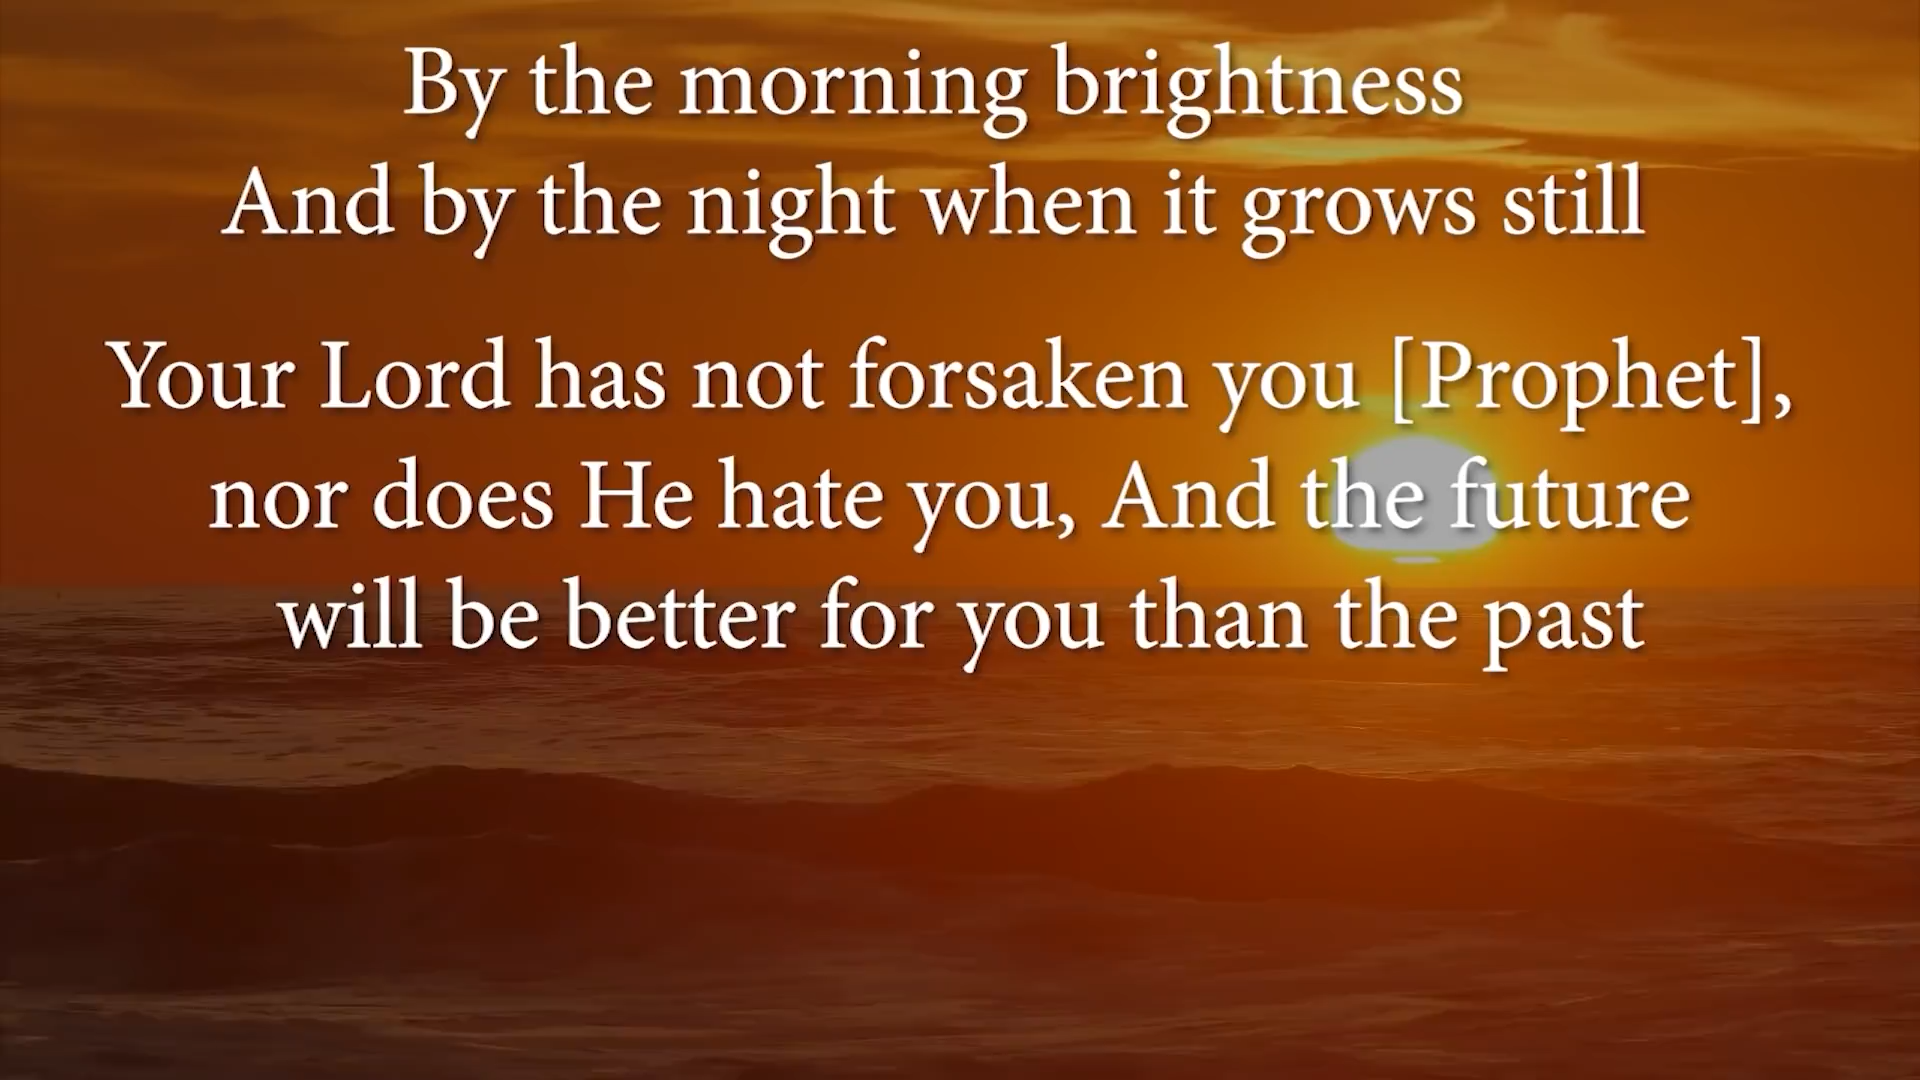 By the morning brightness
And by the night when it grows still
Your Lord has not forsaken you [Prophet],
nor does He hate you, And the future
will be better for you than the past